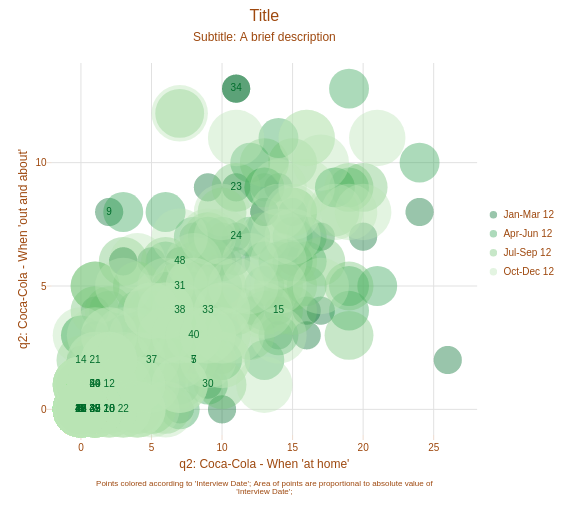 Title
Subtitle: A brief description
34
23
9
24
48
31
38 33 15
40
14 21 37
30
12
22
10
5
0
0 5 10 15 20 25
q2: Coca-Cola - When 'out and about'
q2: Coca-Cola - When 'at home'
Jan-Mar 12
Apr-Jun 12
Jul-Sep 12
Oct-Dec 12
Points colored according to 'Interview Date'; Area of points are proportional to absolute value of
'Interview Date';